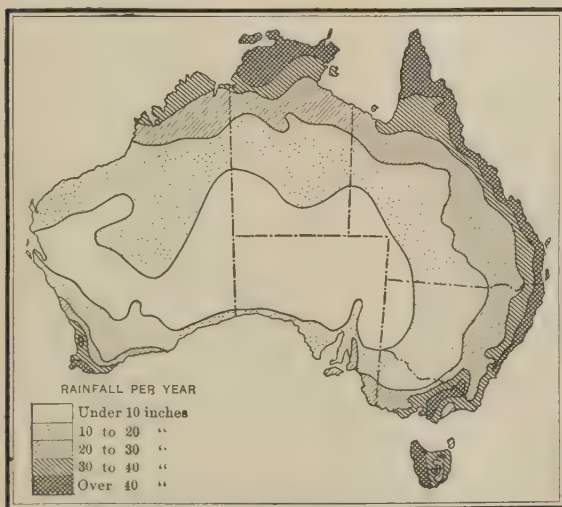 RAINFALL PER YEAR
Under 10 inches
10 to 20 "
20 to 30 "
30 to 40 "
Over 40 "